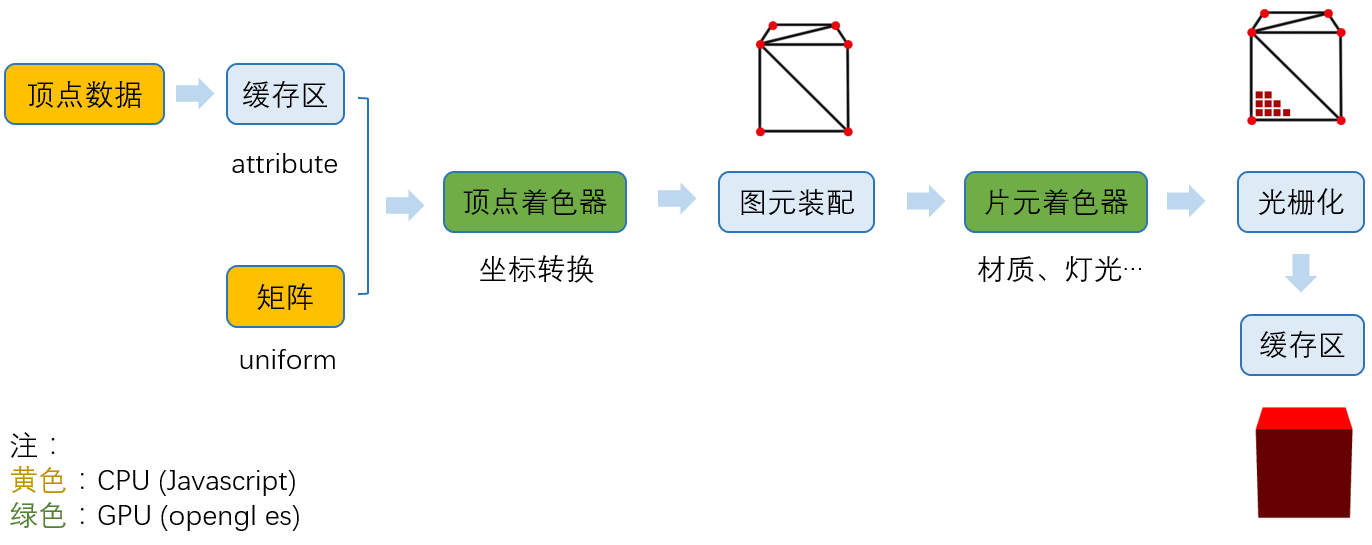 顶点数据
缓存区
attribute
矩阵
uniform
顶点着色器
坐标转换
图元装配
片元着色器
材质、灯光…
光栅化
缓存区
注：
黄色：CPU (Javascript)
绿色：GPU (opengl es)